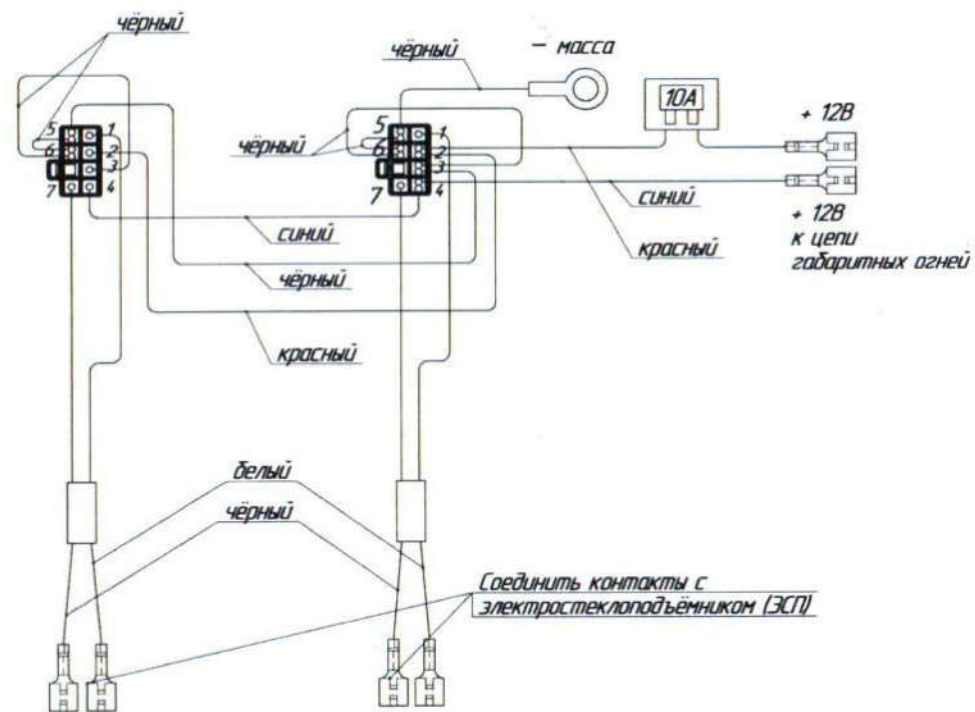 чёрный
чёрный
– масса
10А
+ 12В
5
1
6
2
3
7
4
чёрный
5
1
6
2
3
7
4
синий
+ 12В
к цепи
габаритных огней
красный
синий
чёрный
красный
белый
чёрный
Соединить контакты с
электростеклоподъёмником (ЭСП)